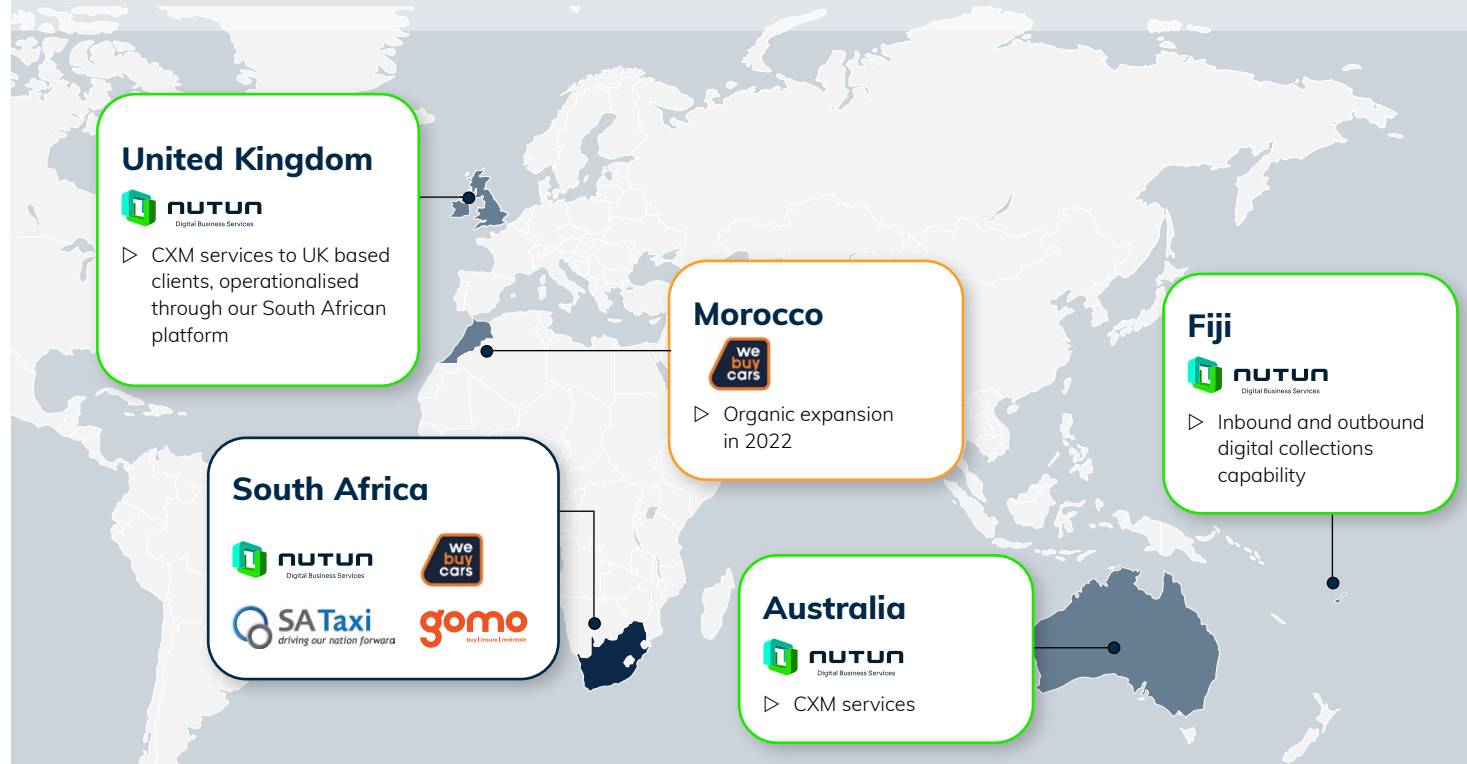 United Kingdom
nutun
Digital Business Services
▷ CXM services to UK based
clients, operationalised
through our South African
platform
Morocco
we
buy
cars
▷ Organic expansion
in 2022
Fiji
nutun
Digital Business Services
▷ Inbound and outbound
digital collections
capability
South Africa
nutun
Digital Business Services
we
buy
cars
SA Taxi
driving our nation forward
gomo
buy | insure | maintain
Australia
nutun
Digital Business Services
▷ CXM services